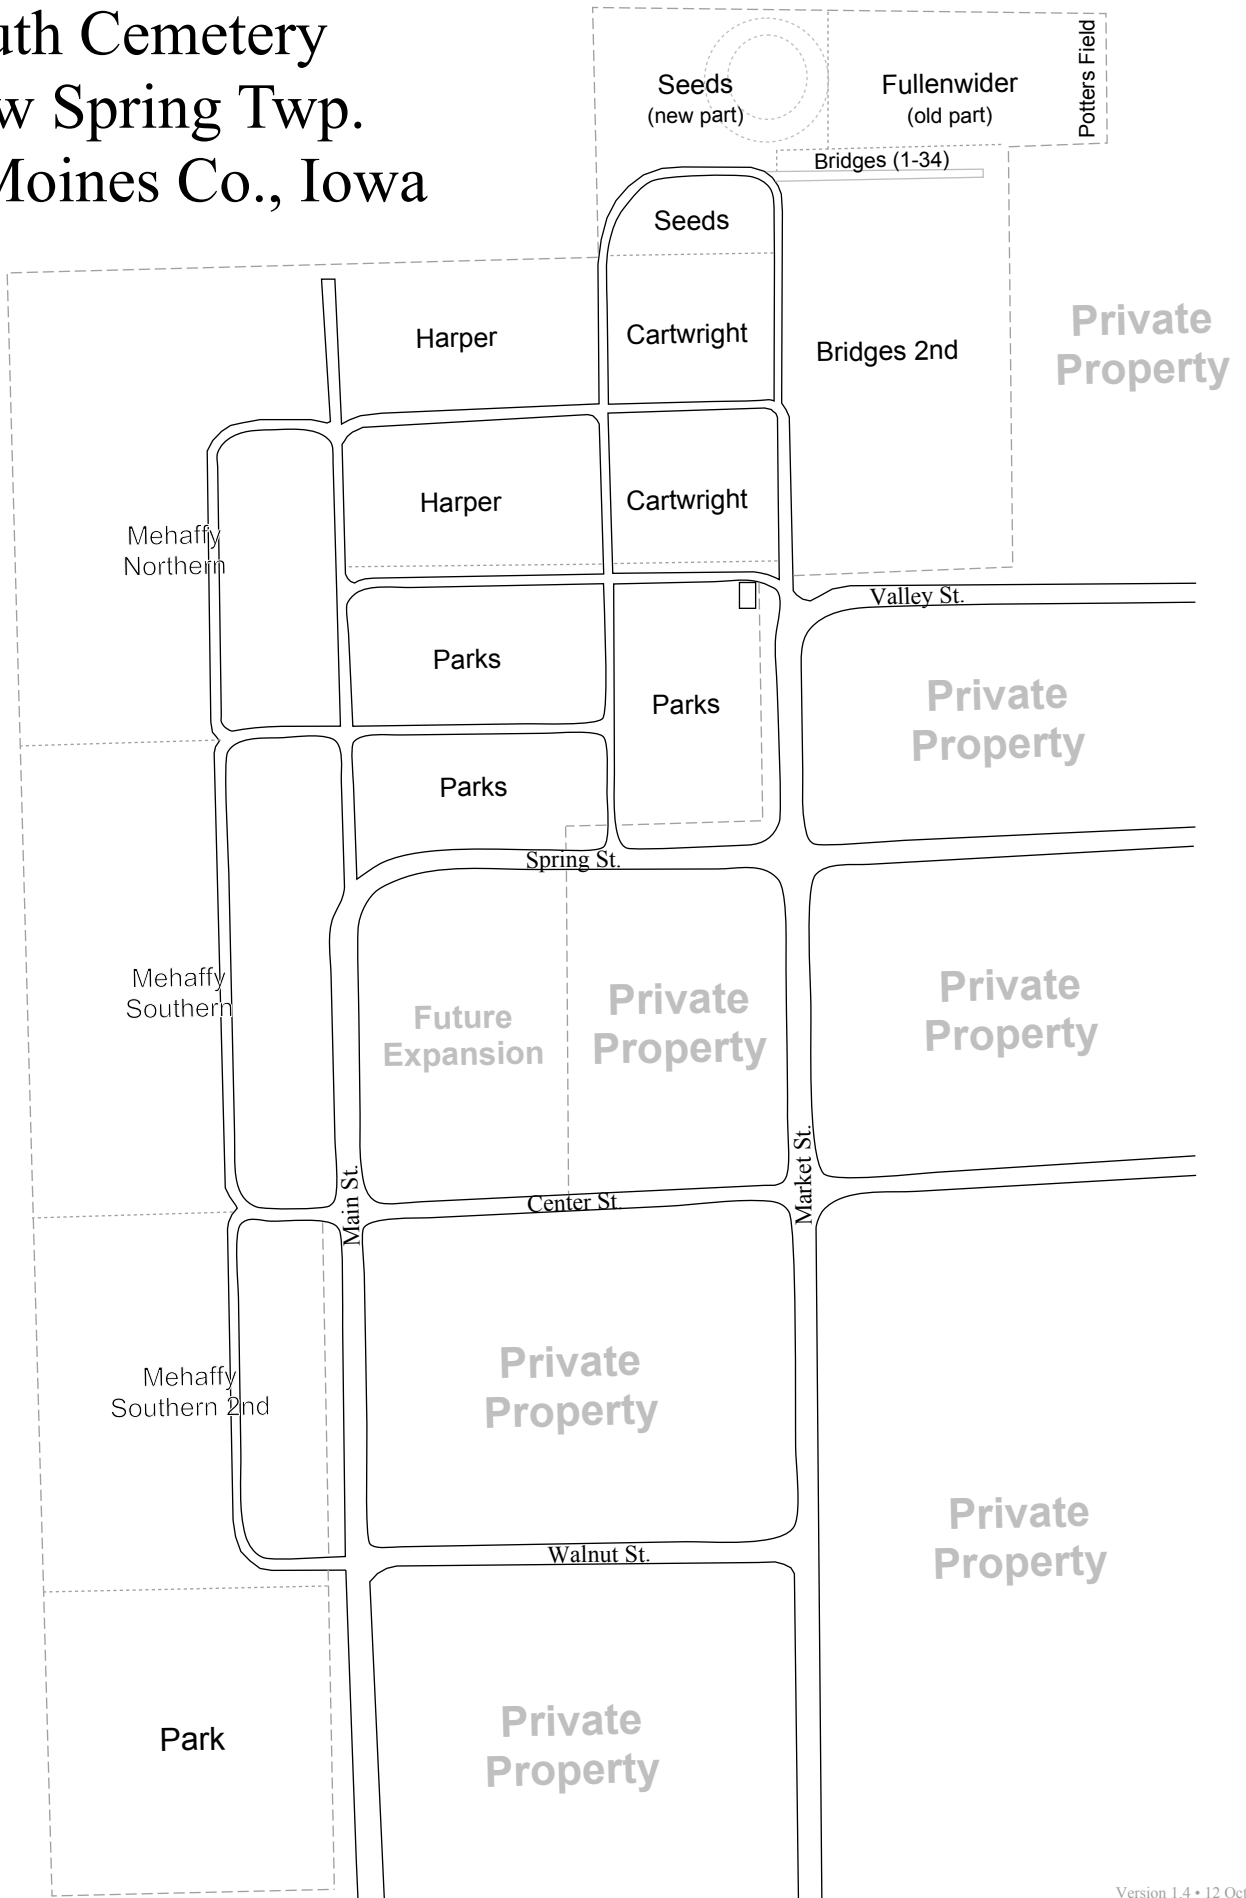 uth Cemetery
w Spring Twp.
Moines Co., Iowa
Seeds
(new part)
Fullenwider
(old part)
Potters Field
Bridges (1-34)
Seeds
Harper
Cartwright
Bridges 2nd
Private
Property
Harper
Cartwright
Mehaffy
Northern
Valley St.
Parks
Parks
Private
Property
Parks
Spring St.
Mehaffy
Southern
Future
Expansion
Private
Property
Private
Property
Main St.
Center St.
Market St.
Mehaffy
Southern 2nd
Private
Property
Private
Property
Walnut St.
Park
Private
Property
Version 1.4 • 12 Oct